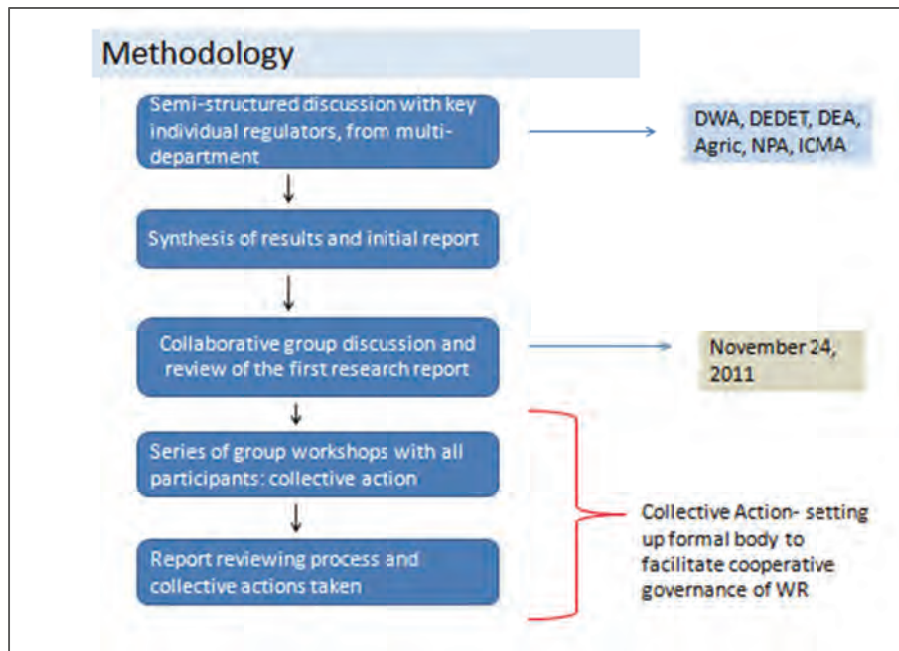 Methodology
Semi-structured discussion with key
individual regulators, from multi-
department
DWA, DEDET, DEA,
Agric, NPA, ICMA
Synthesis of results and initial report
Collaborative group discussion and
review of the first research report
November 24,
2011
Series of group workshops with all
participants: collective action
Report reviewing process and
collective actions taken
Collective Action- setting
up formal body to
facilitate cooperative
governance of WR